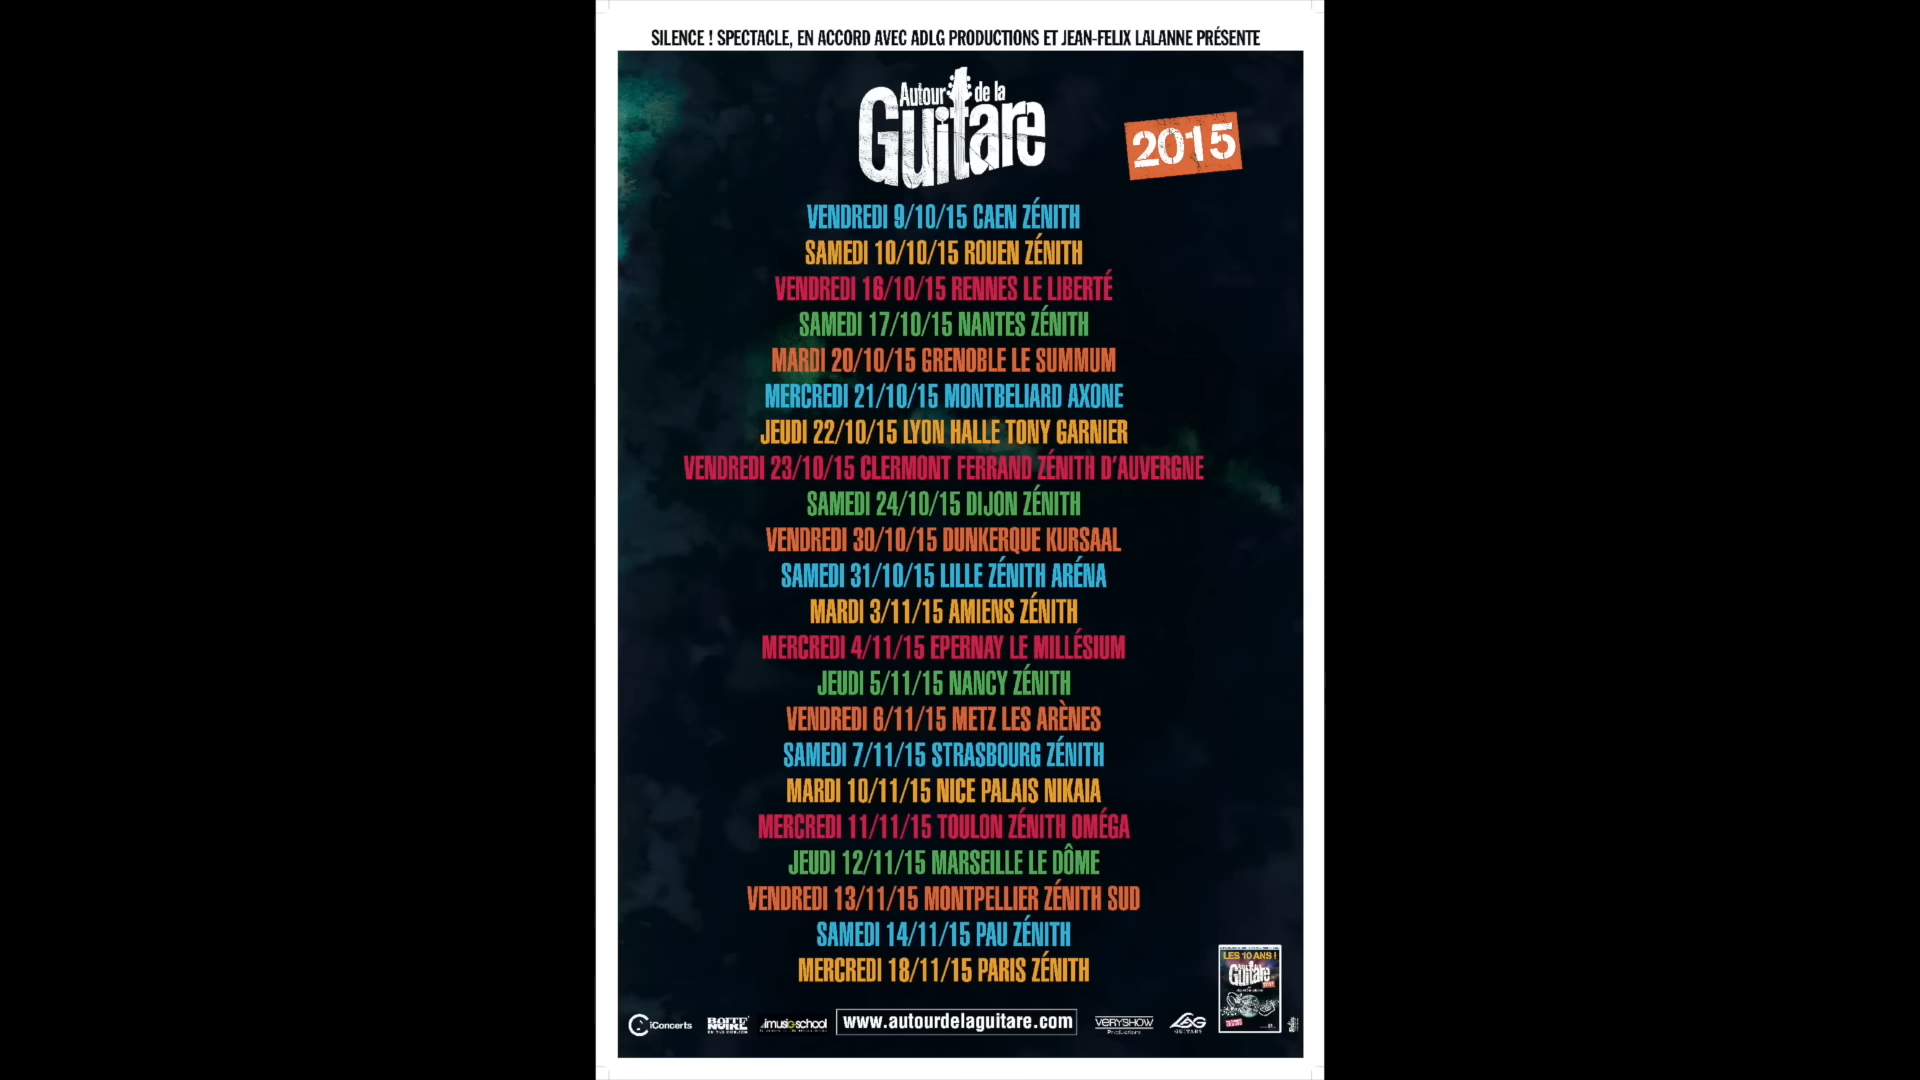 SILENCE ! SPECTACLE, EN ACCORD AVEC ADLG PRODUCTIONS ET JEAN-FELIX LALANNE PRÉSENTE
Autour de la
Guitare
2015
VENDREDI 9/10/15 CAEN ZÉNITH
SAMEDI 10/10/15 ROUEN ZÉNITH
VENDREDI 16/10/15 RENNES LE LIBERTÉ
SAMEDI 17/10/15 NANTES ZÉNITH
MARDI 20/10/15 GRENOBLE LE SUMMUM
MERCREDI 21/10/15 MONTBELIARD AXONE
JEUDI 22/10/15 LYON HALLE TONY GARNIER
VENDREDI 23/10/15 CLERMONT FERRAND ZÉNITH D'AUVERGNE
SAMEDI 24/10/15 DIJON ZÉNITH
VENDREDI 30/10/15 DUNKERQUE KURSAAL
SAMEDI 31/10/15 LILLE ZÉNITH ARÉNA
MARDI 3/11/15 AMIENS ZÉNITH
MERCREDI 4/11/15 EPERNAY LE MILLÉSIUM
JEUDI 5/11/15 NANCY ZÉNITH
VENDREDI 6/11/15 METZ LES ARÈNES
SAMEDI 7/11/15 STRASBOURG ZÉNITH
MARDI 10/11/15 NICE PALAIS NIKAIA
MERCREDI 11/11/15 TOULON ZÉNITH OMÉGA
JEUDI 12/11/15 MARSEILLE LE DÔME
VENDREDI 13/11/15 MONTPELLIER ZÉNITH SUD
SAMEDI 14/11/15 PAU ZÉNITH
MERCREDI 18/11/15 PARIS ZÉNITH
LES 10 ANS !
Guitare
iConcerts
BOITE NOIRE
imusic-school
www.autourdelaguitare.com
VERYSHOW
Productions
LAG
GUITARS